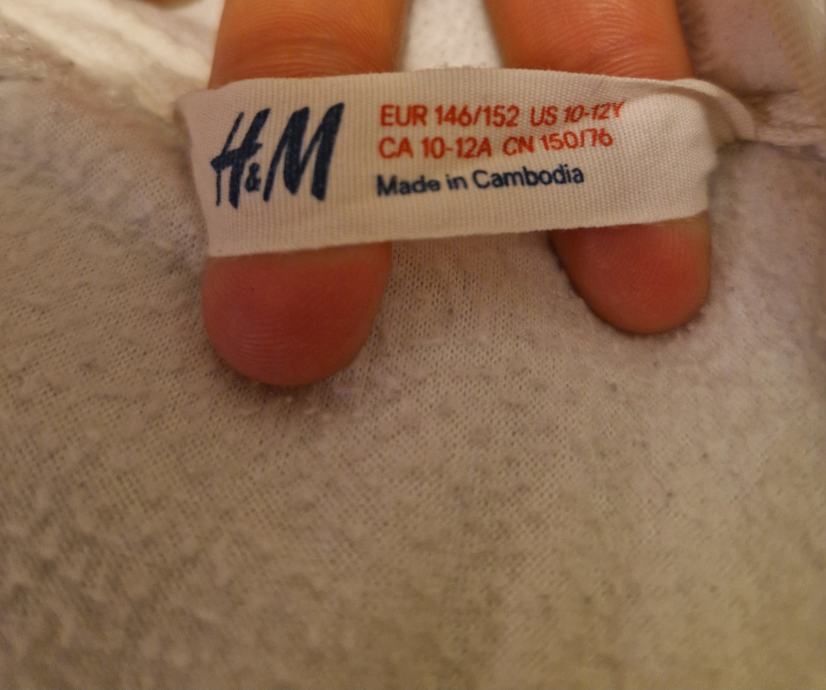 H&M
EUR 146/152 US 10-12Y
CA 10-12A CN 150/76
Made in Cambodia